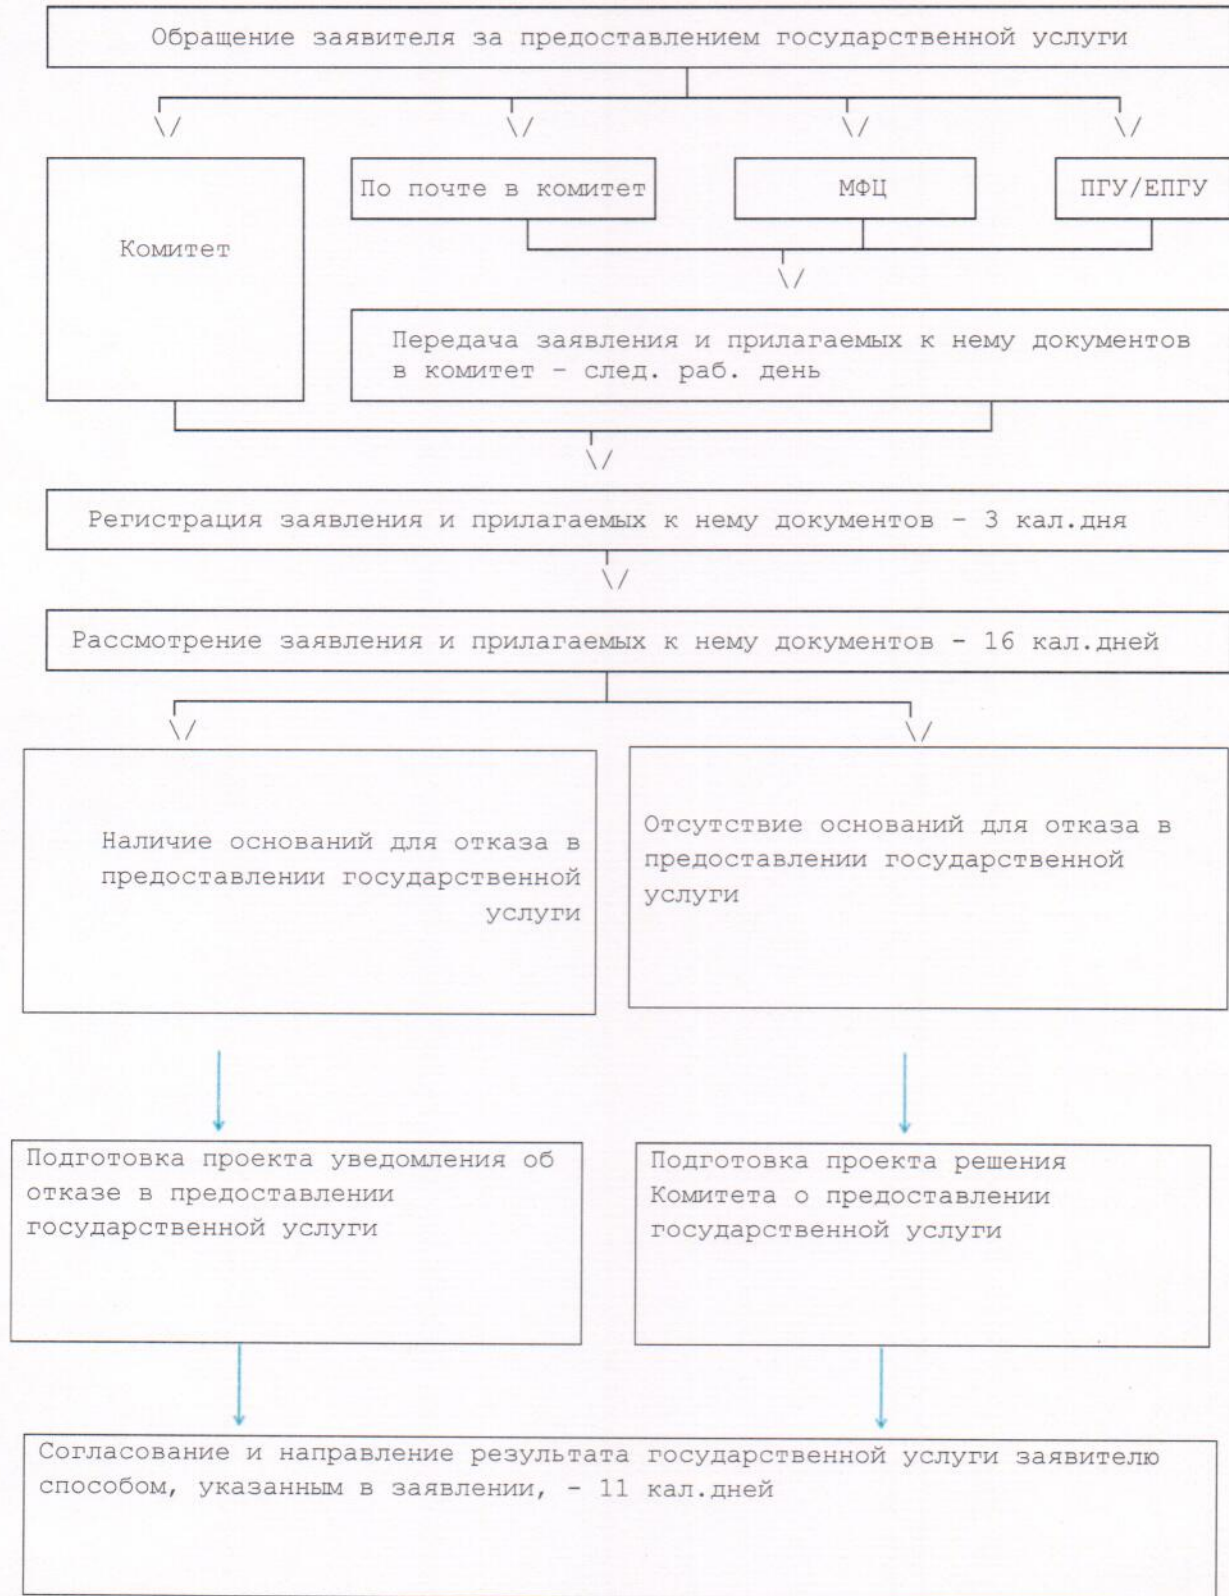 Обращение заявителя за предоставлением государственной услуги
\/ \/ \/ \/
Комитет
По почте в комитет
МФЦ
ПГУ/ЕПГУ
\/
Передача заявления и прилагаемых к нему документов
в комитет – след. раб. день
\/
Регистрация заявления и прилагаемых к нему документов – 3 кал.дня
\/
Рассмотрение заявления и прилагаемых к нему документов - 16 кал.дней
\/ \/
Наличие оснований для отказа в
предоставлении государственной
услуги
Отсутствие оснований для отказа в
предоставлении государственной
услуги
Подготовка проекта уведомления об
отказе в предоставлении
государственной услуги
Подготовка проекта решения
Комитета о предоставлении
государственной услуги
Согласование и направление результата государственной услуги заявителю
способом, указанным в заявлении, - 11 кал.дней